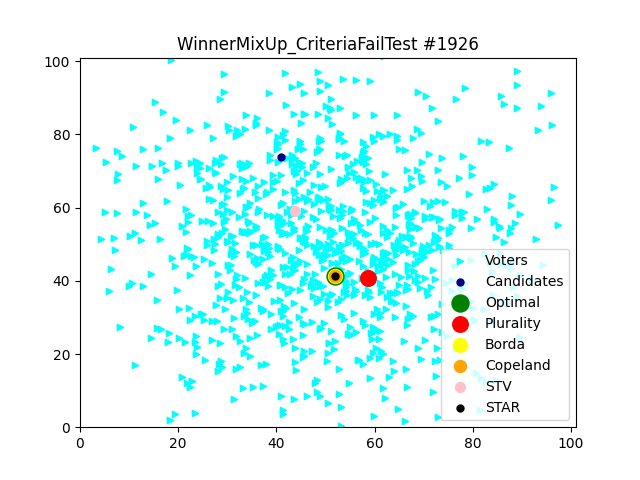 WinnerMixUp_CriteriaFailTest #1926
100
80
60
40
20
0
0 20 40 60 80 100
Voters
Candidates
Optimal
Plurality
Borda
Copeland
STV
STAR